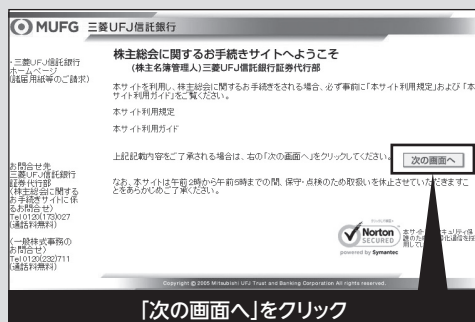 MUFG 三菱UFJ信託銀行
・三菱UFJ信託銀行
ホームページ
(諸届用紙等のご請求)
お問合せ先
三菱UFJ信託銀行
証券代行部
(株主総会に関する
お手続きサイトに係
るお問合せ)
Tel.0120(173)027
(通話料無料)
(一般株式事務の
お問合せ)
Tel.0120(232)711
(通話料無料)
株主総会に関するお手続きサイトへようこそ
(株主名簿管理人)三菱UFJ信託銀行証券代行部
本サイトを利用し、株主総会に関するお手続きをされる場合、必ず事前に「本サイト利用規定」および「本
サイト利用ガイド」をご覧ください。
本サイト利用規定
本サイト利用ガイド
上記記載内容をご了承される場合は、右の「次の画面へ」をクリックしてください。
次の画面へ
なお、本サイトは午前2時から午前5時までの間、保守・点検のため取扱いを休止させていただきますこ
とをあらかじめご了承ください。
Norton
SECURED
powered by Symantec
Copyright © 2005 Mitsubishi UFJ Trust and Banking Corporation All rights reserved.
「次の画面へ」をクリック